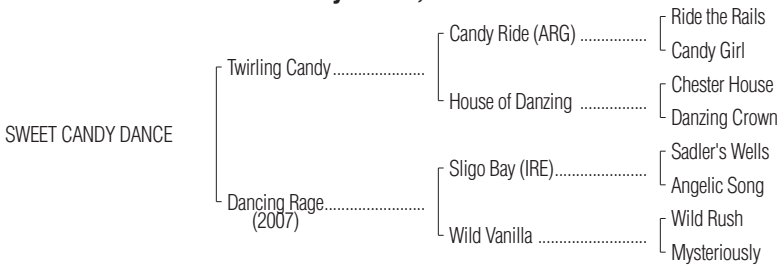 Ride the Rails
Candy Ride (ARG) ................
Candy Girl
Twirling Candy......................
Chester House
House of Danzing ................
Danzing Crown
SWEET CANDY DANCE
Sadler's Wells
Sligo Bay (IRE)......................
Angelic Song
Dancing Rage........................
(2007)
Wild Rush
Wild Vanilla ..........................
Mysteriously